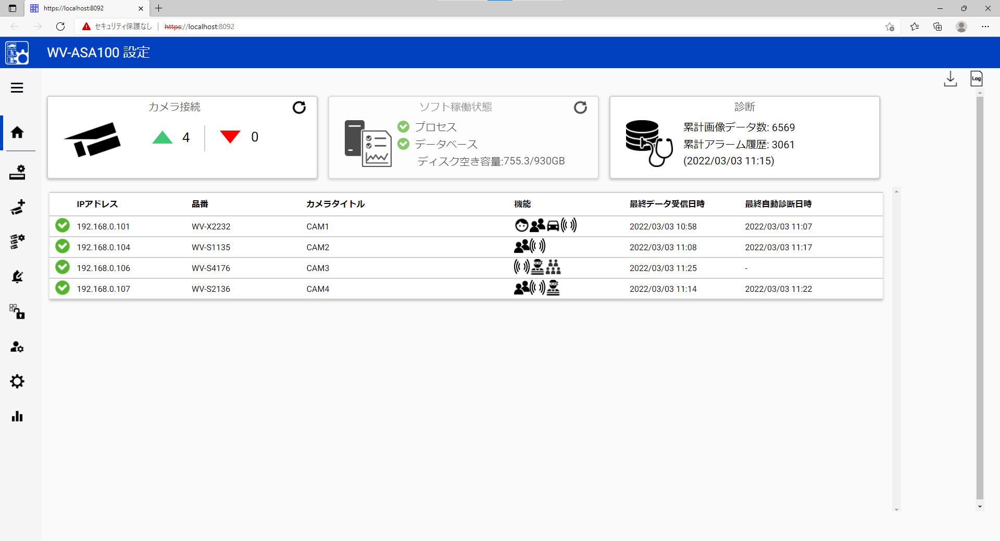 https://localhost:8092
セキュリティ保護なし
https://localhost:8092
WV-ASA100 設定
Log
カメラ接続
4
0
ソフト稼働状態
プロセス
データベース
ディスク空き容量:755.3/930GB
診断
累計画像データ数: 6569
累計アラーム履歴: 3061
(2022/03/03 11:15)
IPアドレス 品番 カメラタイトル 機能 最終データ受信日時 最終自動診断日時
192.168.0.101 WV-X2232 CAM1 2022/03/03 10:58 2022/03/03 11:07
192.168.0.104 WV-S1135 CAM2 2022/03/03 11:08 2022/03/03 11:17
192.168.0.106 WV-S4176 CAM3 2022/03/03 11:25 -
192.168.0.107 WV-S2136 CAM4 2022/03/03 11:14 2022/03/03 11:22